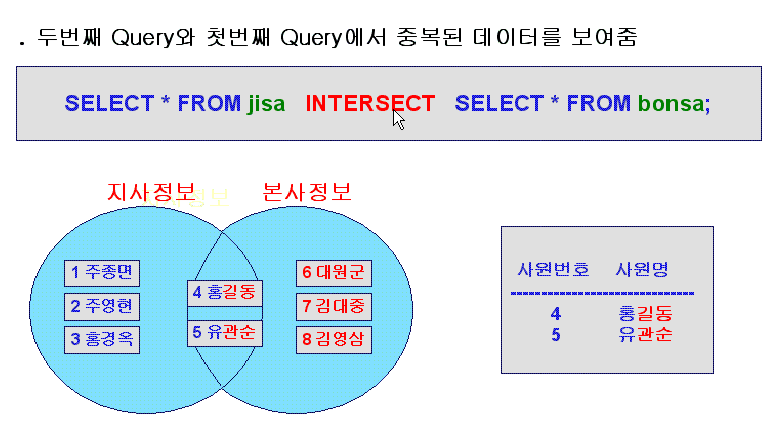 . 두번째 Query와 첫번째 Query에서 중복된 데이터를 보여줌
SELECT * FROM jisa INTERSECT SELECT * FROM bonsa;
지사정보 본사정보
1 주종면
2 주영현
3 홍경옥
4 홍길동
5 유관순
6 대원군
7 김대중
8 김영삼
사원번호 사원명
4 홍길동
5 유관순